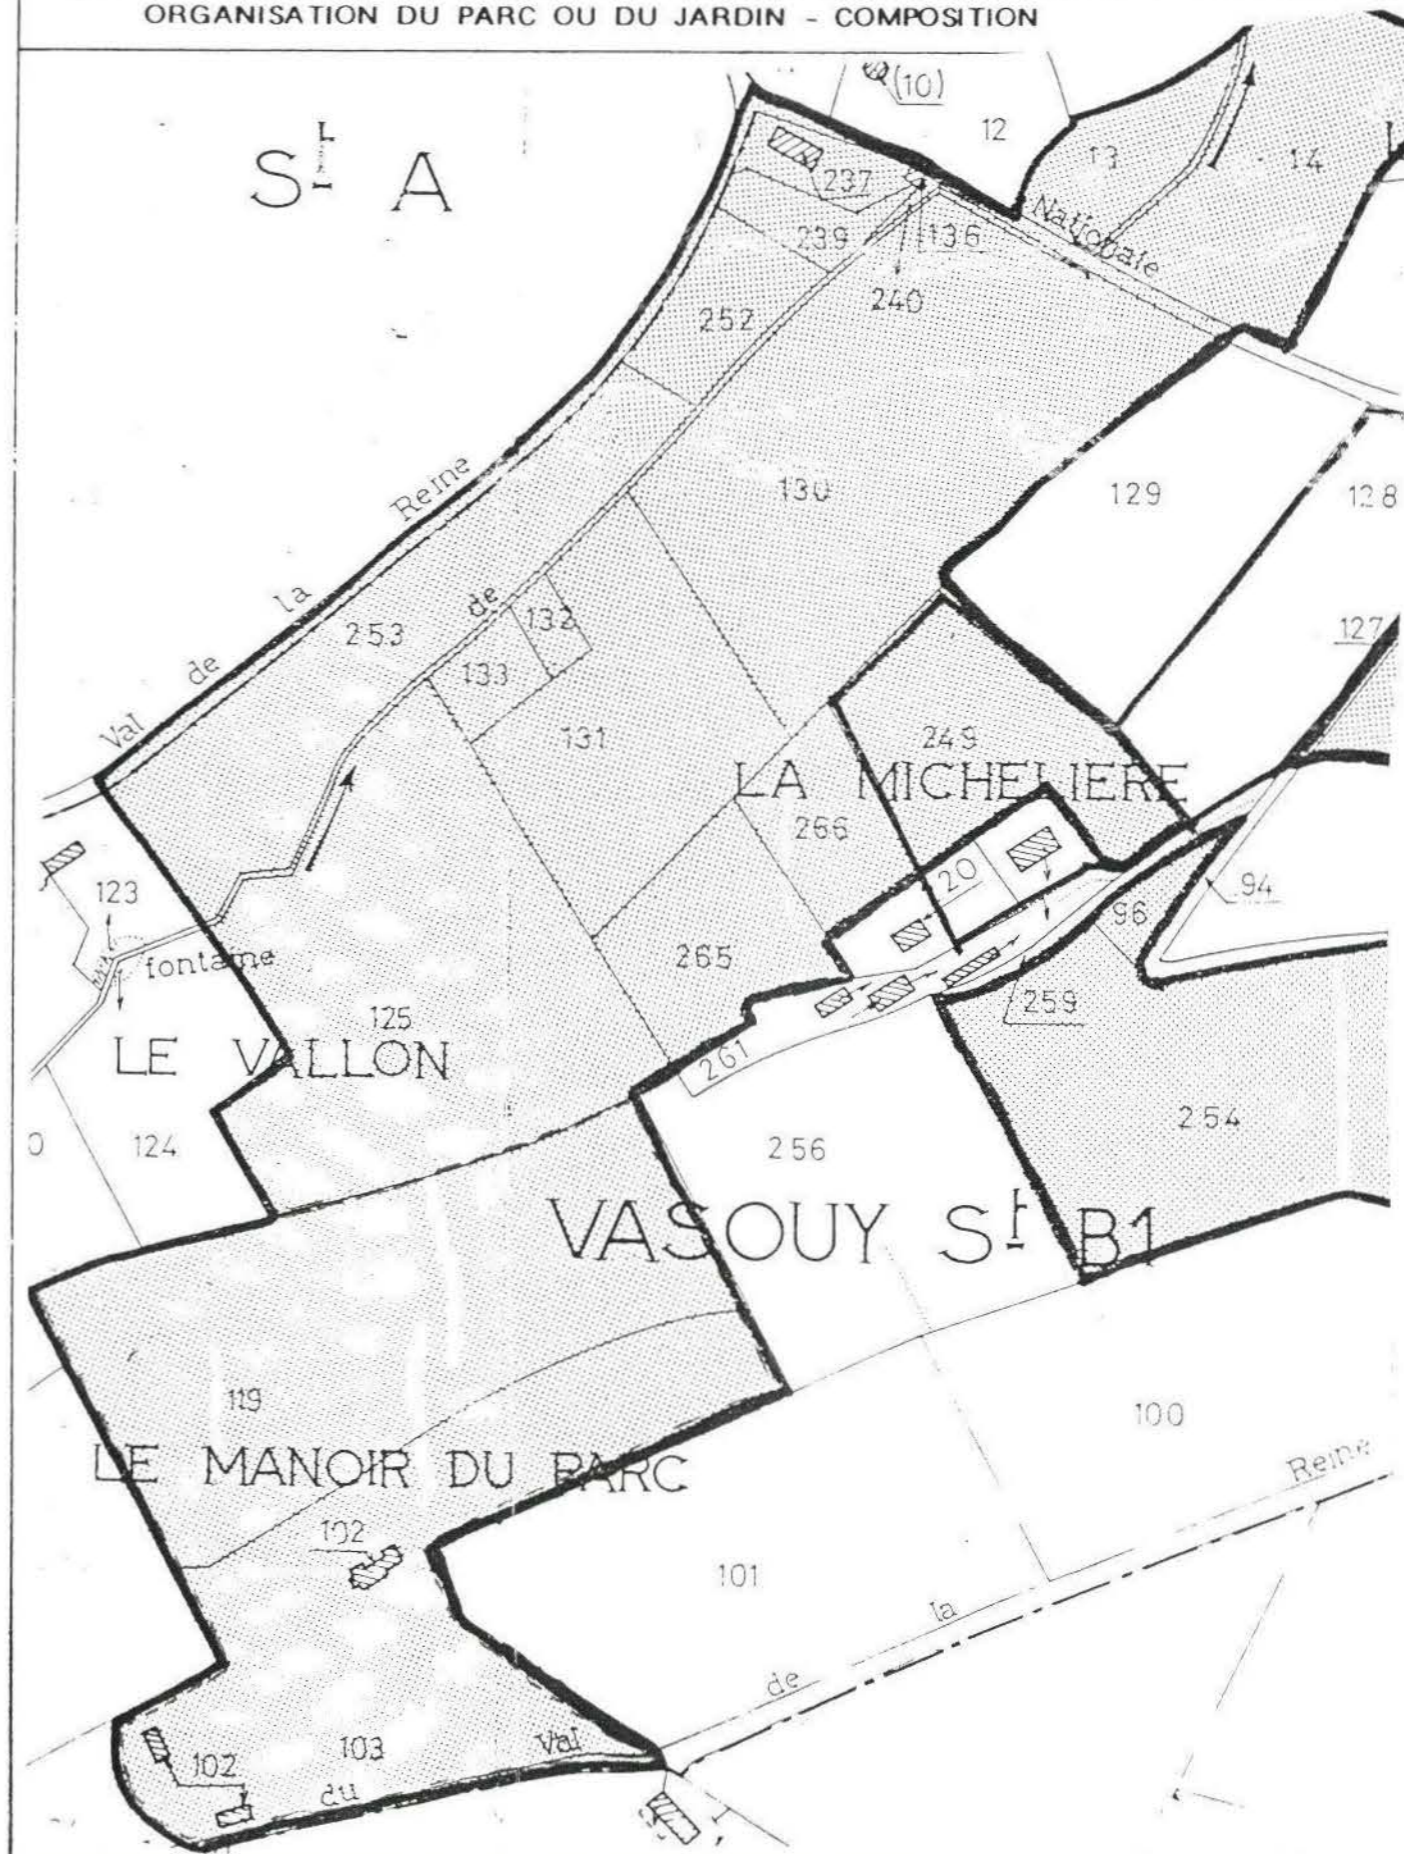 ORGANISATION DU PARC OU DU JARDIN - COMPOSITION
(10)
12
St A
13
14
237
Nationale
239
136
240
252
130
129
128
Reine
la
de
Val
253
de
132
133
127
131
249
LA MICHELIERE
266
20
94
123
96
fontaine
265
259
125
LE VALLON
261
254
0
124
256
VASOUY St B1
119
100
LE MANOIR DU PARC
Reine
102
101
la
de
Val
103
102
du